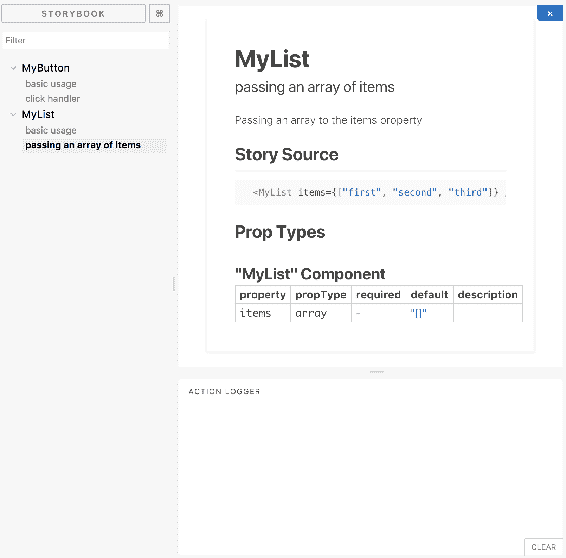 STORYBOOK ⌘
Filter
MyButton
basic usage
click handler
MyList
basic usage
passing an array of items
×
MyList
passing an array of items
Passing an array to the items property
Story Source
<MyList items={["first", "second", "third"]}
Prop Types
"MyList" Component
property propType required default description
items array - "[]"
ACTION LOGGER
CLEAR